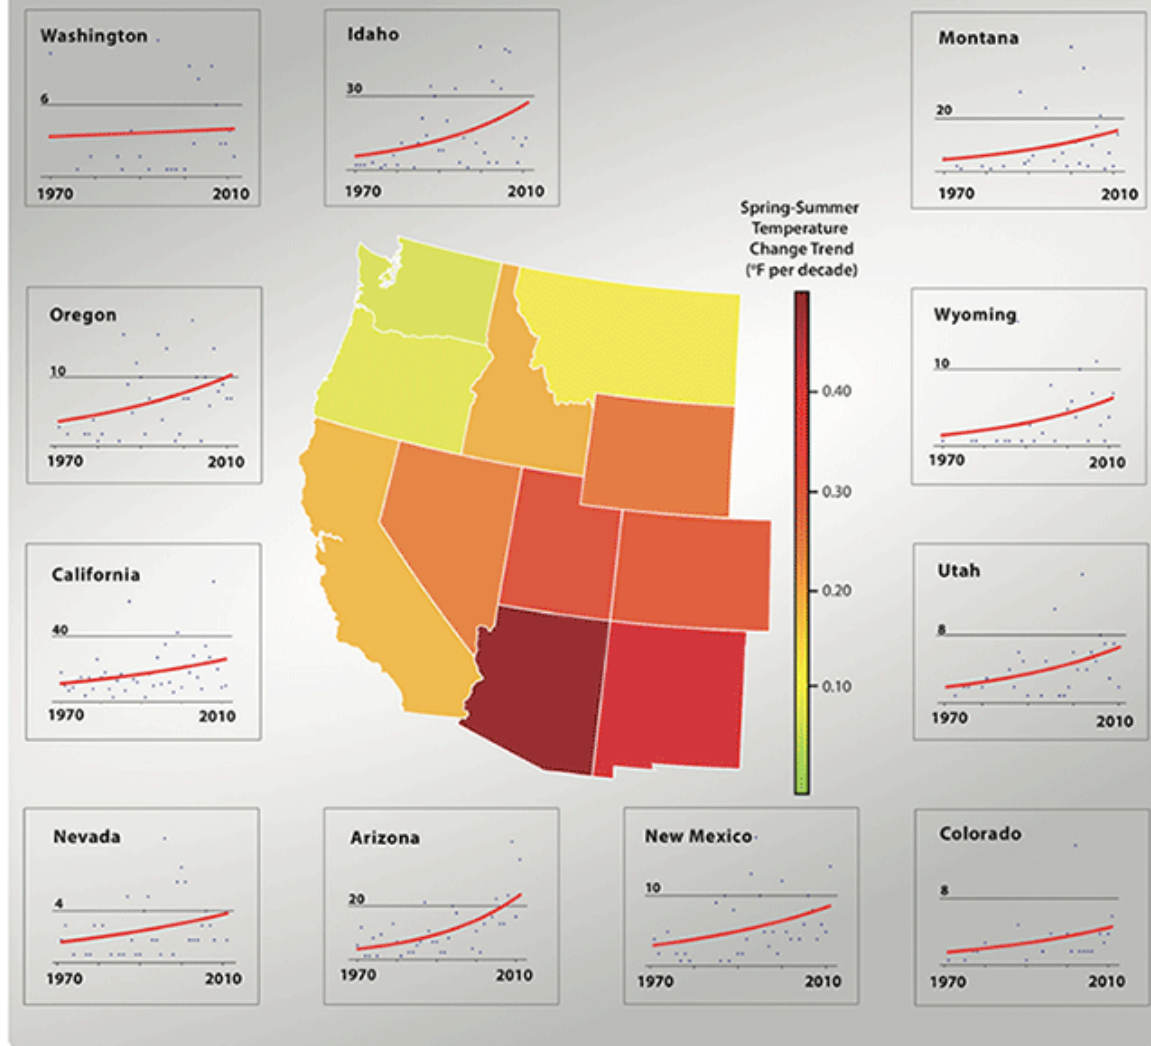 Washington
6
1970 2010
Idaho
30
1970 2010
Montana
20
1970 2010
Spring-Summer
Temperature
Change Trend
(°F per decade)
0.40
0.30
0.20
0.10
Oregon
10
1970 2010
Wyoming
10
1970 2010
California
40
1970 2010
Utah
8
1970 2010
Nevada
4
1970 2010
Arizona
20
1970 2010
New Mexico
10
1970 2010
Colorado
8
1970 2010